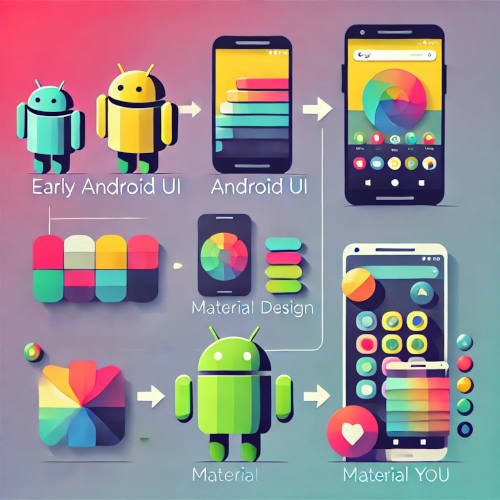 Early Android UI
Android UI
Material Design
Material
Material YOU